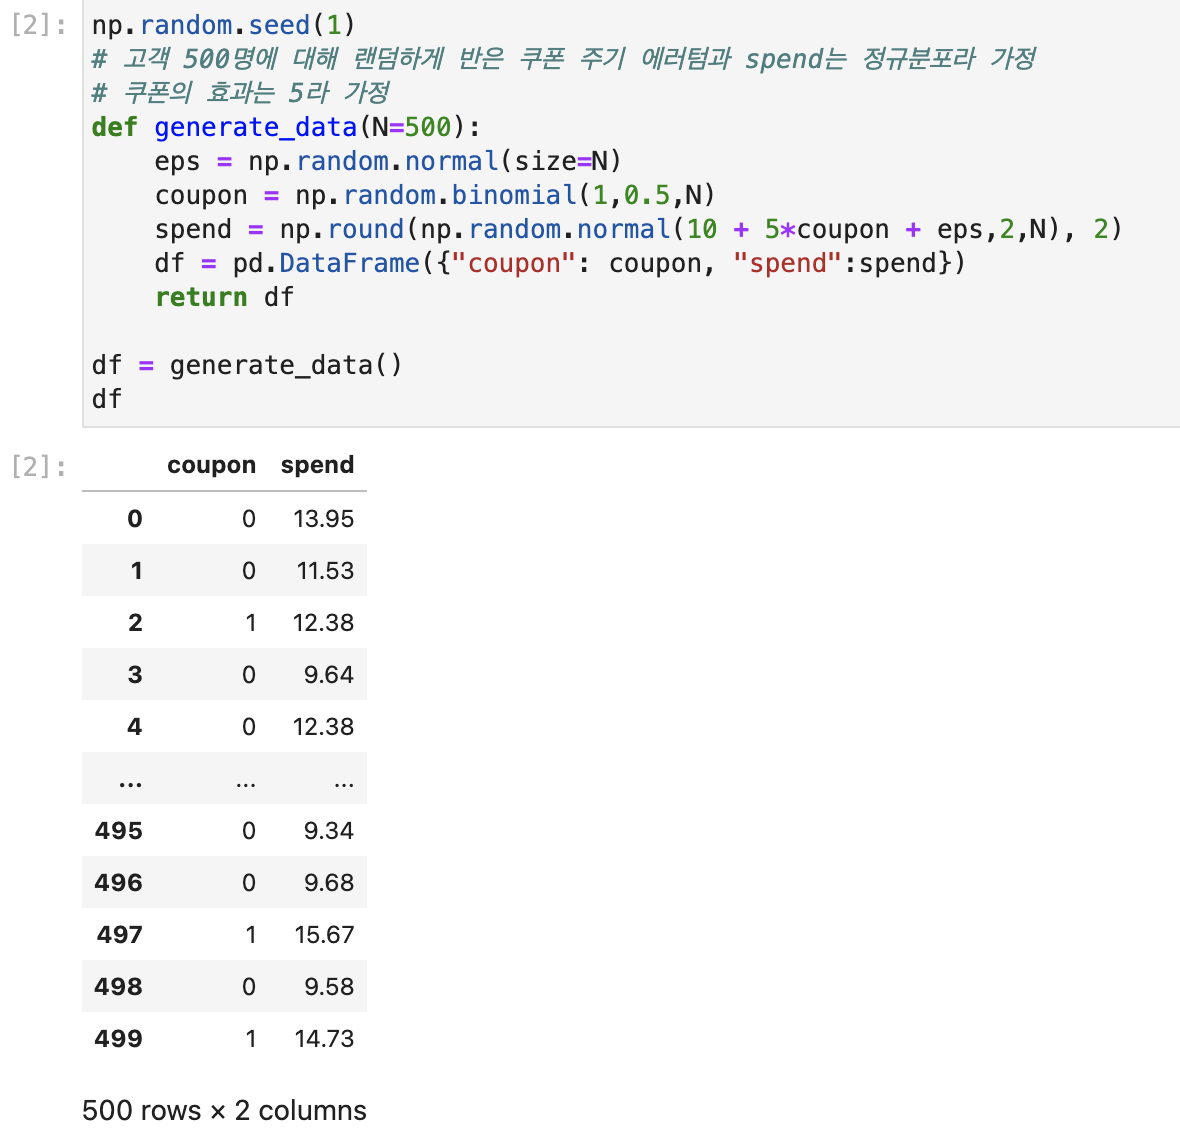 [2]: np.random.seed(1)
# 고객 500명에 대해 랜덤하게 반은 쿠폰 주기 에러텀과 spend는 정규분포라 가정
# 쿠폰의 효과는 5라 가정
def generate_data(N=500):
    eps = np.random.normal(size=N)
    coupon = np.random.binomial(1,0.5,N)
    spend = np.round(np.random.normal(10 + 5*coupon + eps,2,N), 2)
    df = pd.DataFrame({"coupon": coupon, "spend":spend})
    return df

df = generate_data()
df
[2]: coupon spend
0 0 13.95
1 0 11.53
2 1 12.38
3 0 9.64
4 0 12.38
... ... ...
495 0 9.34
496 0 9.68
497 1 15.67
498 0 9.58
499 1 14.73
500 rows × 2 columns